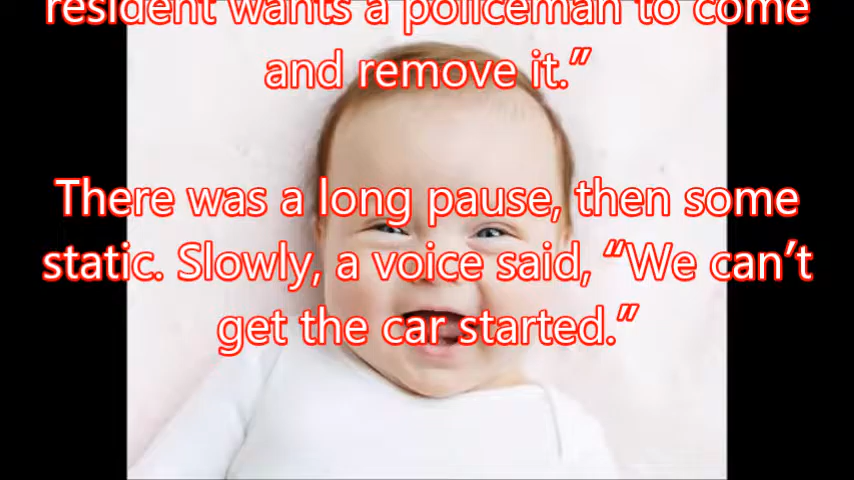 resident wants a policeman to come
and remove it.”
There was a long pause, then some
static. Slowly, a voice said, “We can’t
get the car started.”